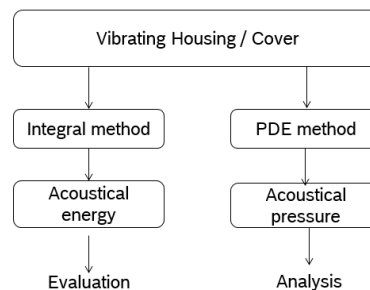 Vibrating Housing / Cover
Integral method
PDE method
Acoustical
energy
Acoustical
pressure
Evaluation
Analysis